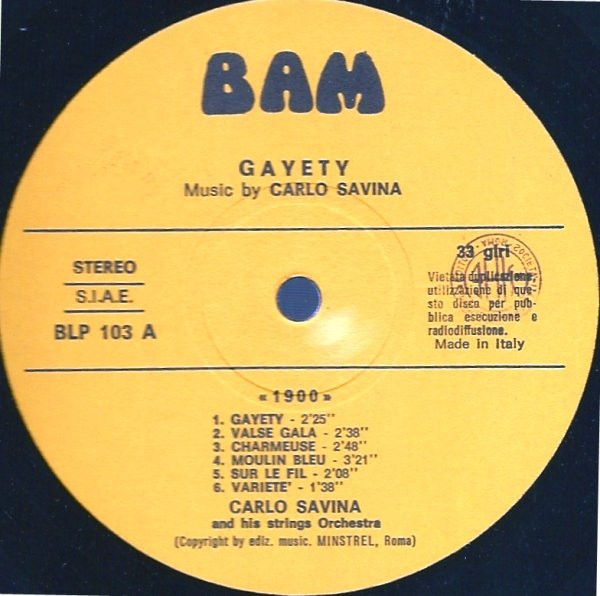 BAM
GAYETY
Music by CARLO SAVINA
STEREO
S.I.A.E.
BLP 103 A
33 giri
Vietata duplicazione,
utilizzazione di que-
sto disco per pub-
blica esecuzione e
radiodiffusione.
Made in Italy
«1900»
1. GAYETY - 2'25"
2. VALSE GALA - 2'38"
3. CHARMEUSE - 2'48"
4. MOULIN BLEU - 3'21"
5. SUR LE FIL - 2'08"
6. VARIETE' - 1'38"
CARLO SAVINA
and his strings Orchestra
(Copyright by ediz. music. MINSTREL, Roma)